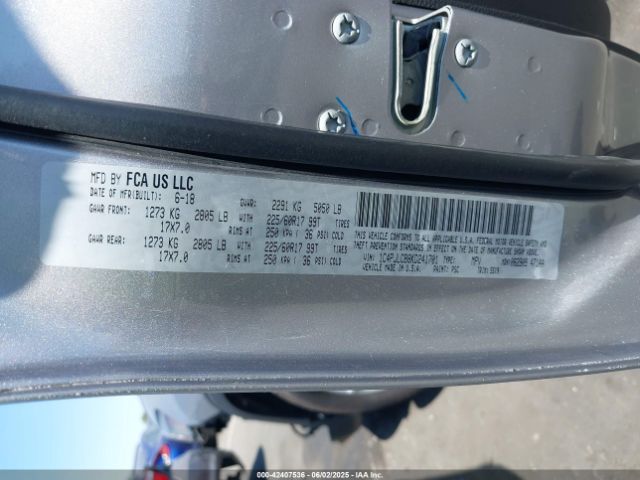 MFD BY FCA US LLC
DATE OF MFR(BUILT): 6-18 GVWR: 2291 KG 5050 LB
GAWR FRONT: 1273 KG 2805 LB WITH 225/60R17 99T TIRES
17X7.0 RIMS AT 250 KPA ( 36 PSI) COLD
GAWR REAR: 1273 KG 2805 LB WITH 225/60R17 99T TIRES
17X7.0 RIMS AT 250 KPA ( 36 PSI) COLD
THIS VEHICLE CONFORMS TO ALL APPLICABLE U.S.A. FEDERAL MOTOR VEHICLE SAFETY AND
THEFT PREVENTION STANDARDS IN EFFECT ON THE DATE OF MANUFACTURE SHOWN ABOVE.
VIN: TYPE: MPV MDH:
VEHICLE MADE IN U.S.A. PAINT: PSC TRIM:
000-42407536 06/02/2025 - IAA Vehicle Delivery